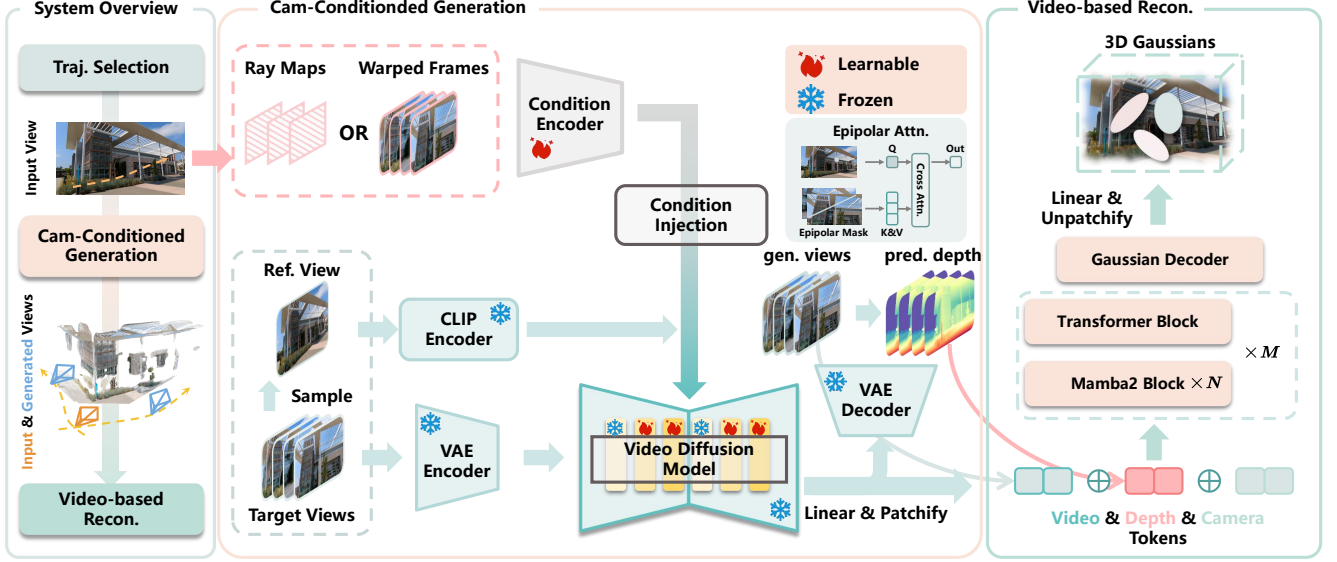 System Overview
Traj. Selection
Input View
Cam-Conditioned
Generation
Input & Generated Views
Video-based
Recon.
Cam-Conditionded Generation
Ray Maps
OR
Warped Frames
Condition
Encoder
Learnable
Frozen
Epipolar Attn.
Q
Out
Cross Attn.
Epipolar Mask
K&V
Condition
Injection
Ref. View
Sample
Target Views
CLIP
Encoder
VAE
Encoder
gen. views
pred. depth
VAE
Decoder
Video Diffusion
Model
Linear & Patchify
Video-based Recon.
3D Gaussians
Linear &
Unpatchify
Gaussian Decoder
Transformer Block
Mamba2 Block ×N
×M
Video & Depth & Camera
Tokens